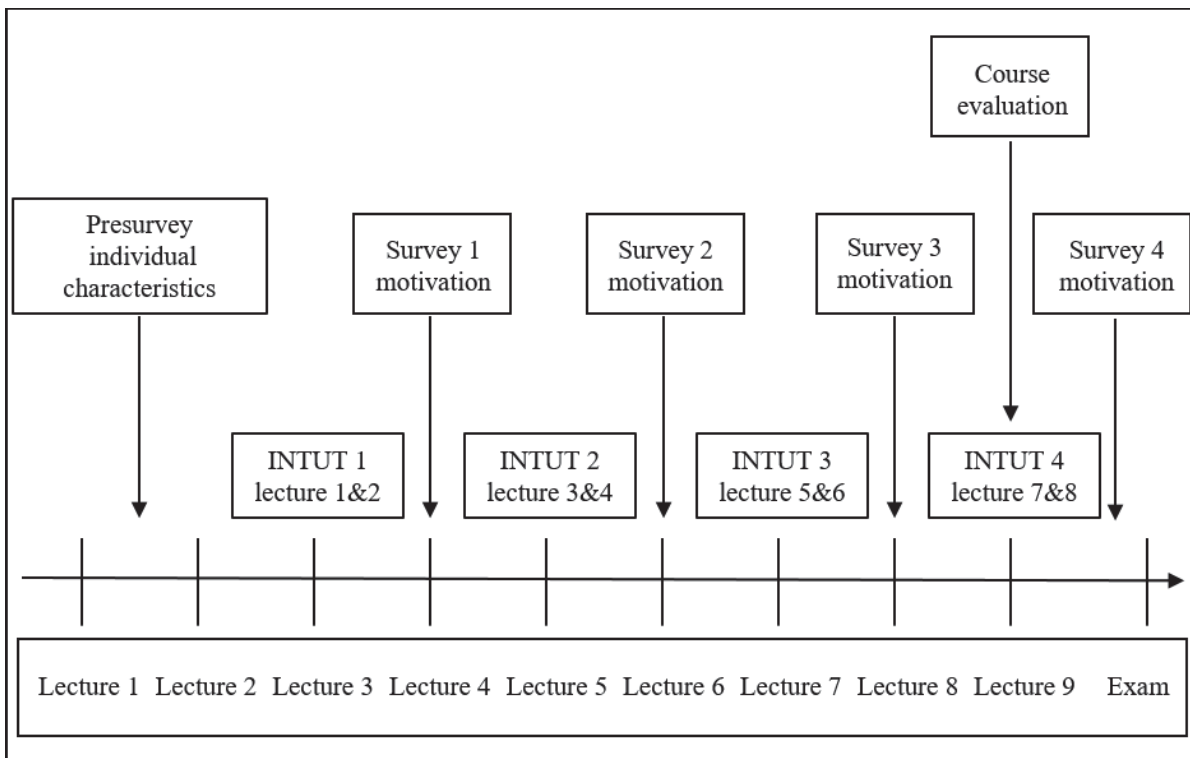 Course
evaluation
Presurvey
individual
characteristics
Survey 1
motivation
Survey 2
motivation
Survey 3
motivation
Survey 4
motivation
INTUT 1
lecture 1&2
INTUT 2
lecture 3&4
INTUT 3
lecture 5&6
INTUT 4
lecture 7&8
Lecture 1 Lecture 2 Lecture 3 Lecture 4 Lecture 5 Lecture 6 Lecture 7 Lecture 8 Lecture 9 Exam